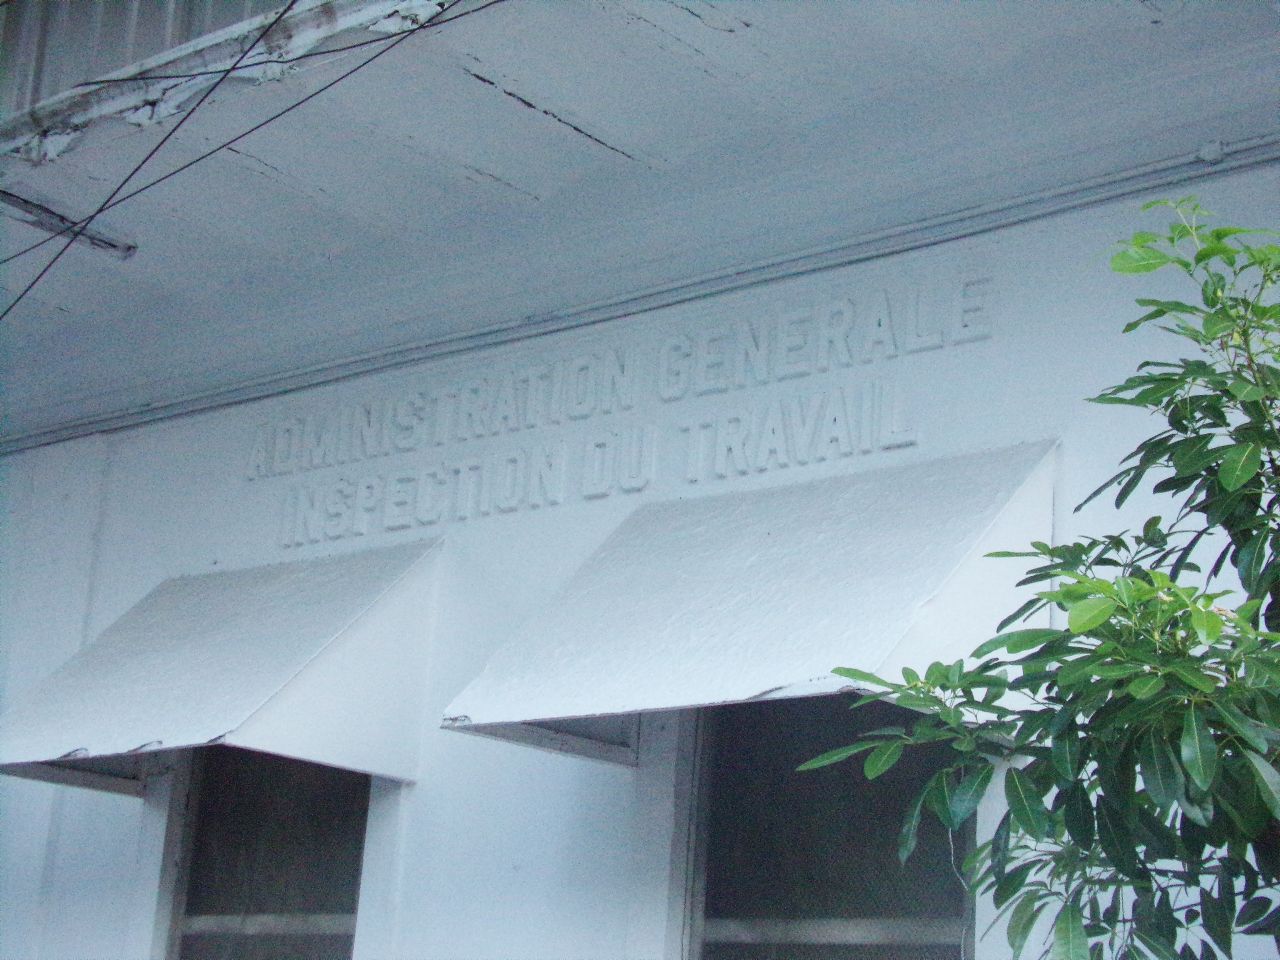 ADMINISTRATION GENERALE
INSPECTION DU TRAVAIL